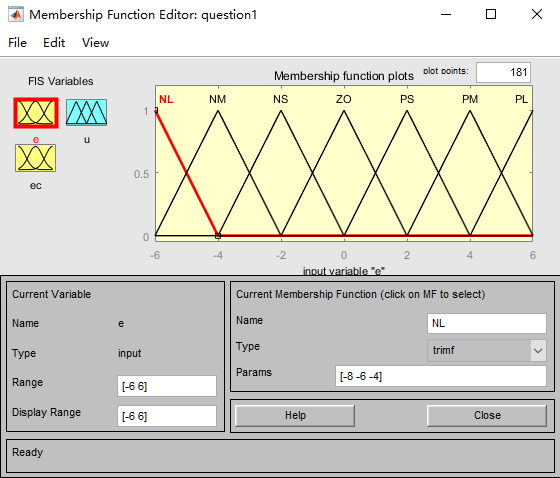 Membership Function Editor: question1
File Edit View
FIS Variables
Membership function plots
plot points:
181
e
u
ec
NL NM NS ZO PS PM PL
1
0.5
0
-6 -4 -2 0 2 4 6
input variable "e"
Current Variable
Name e
Type input
Range [-6 6]
Display Range [-6 6]
Current Membership Function (click on MF to select)
Name NL
Type trimf
Params [-8 -6 -4]
Help Close
Ready